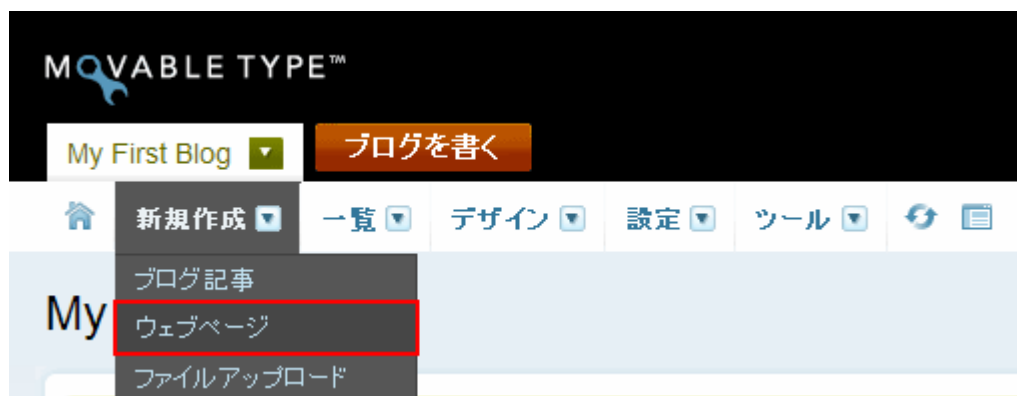 MOVABLE TYPE™
My First Blog ブログを書く
新規作成 一覧 デザイン 設定 ツール
ブログ記事
My
ウェブページ
ファイルアップロード